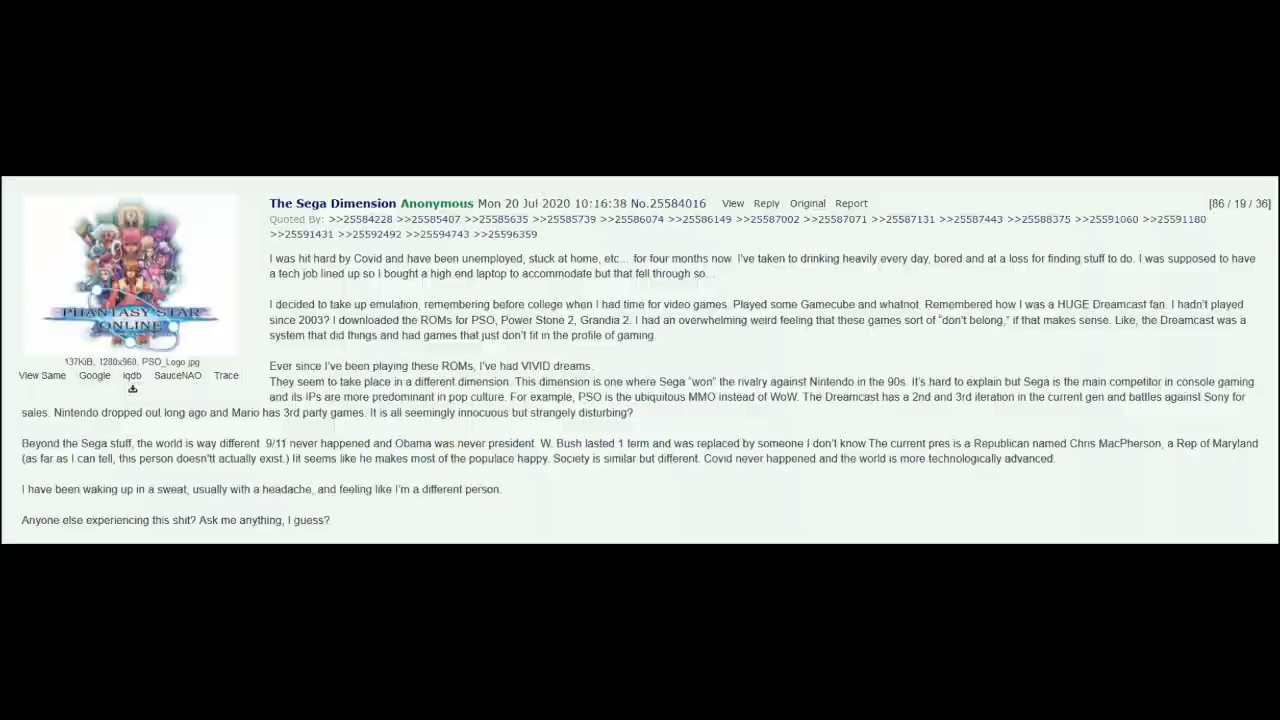 PHANTASY STAR
ONLINE
137KiB, 1280x960, PSO_Logo.jpg
View Same Google iqdb SauceNAO Trace
The Sega Dimension Anonymous Mon 20 Jul 2020 10:16:38 No.25584016 View Reply Original Report [86 / 19 / 36]
Quoted By: >>25584228 >>25585407 >>25585635 >>25585739 >>25586074 >>25586149 >>25587002 >>25587071 >>25587131 >>25587443 >>25588375 >>25591060 >>25591180
>>25591431 >>25592492 >>25594743 >>25596359
I was hit hard by Covid and have been unemployed, stuck at home, etc... for four months now I've taken to drinking heavily every day, bored and at a loss for finding stuff to do. I was supposed to have
a tech job lined up so I bought a high end laptop to accommodate but that fell through so...
I decided to take up emulation, remembering before college when I had time for video games. Played some Gamecube and whatnot. Remembered how I was a HUGE Dreamcast fan. I hadn't played
since 2003? I downloaded the ROMs for PSO, Power Stone 2, Grandia 2. I had an overwhelming weird feeling that these games sort of "don't belong," if that makes sense. Like, the Dreamcast was a
system that did things and had games that just don't fit in the profile of gaming.
Ever since I've been playing these ROMs, I've had VIVID dreams.
They seem to take place in a different dimension. This dimension is one where Sega "won" the rivalry against Nintendo in the 90s. It's hard to explain but Sega is the main competitor in console gaming
and its IPs are more predominant in pop culture. For example, PSO is the ubiquitous MMO instead of WoW. The Dreamcast has a 2nd and 3rd iteration in the current gen and battles against Sony for
sales. Nintendo dropped out long ago and Mario has 3rd party games. It is all seemingly innocuous but strangely disturbing?
Beyond the Sega stuff, the world is way different. 9/11 never happened and Obama was never president. W. Bush lasted 1 term and was replaced by someone I don't know The current pres is a Republican named Chris MacPherson, a Rep of Maryland
(as far as I can tell, this person doesn'tt actually exist.) Iit seems like he makes most of the populace happy. Society is similar but different. Covid never happened and the world is more technologically advanced.
I have been waking up in a sweat, usually with a headache, and feeling like I'm a different person.
Anyone else experiencing this shit? Ask me anything, I guess?